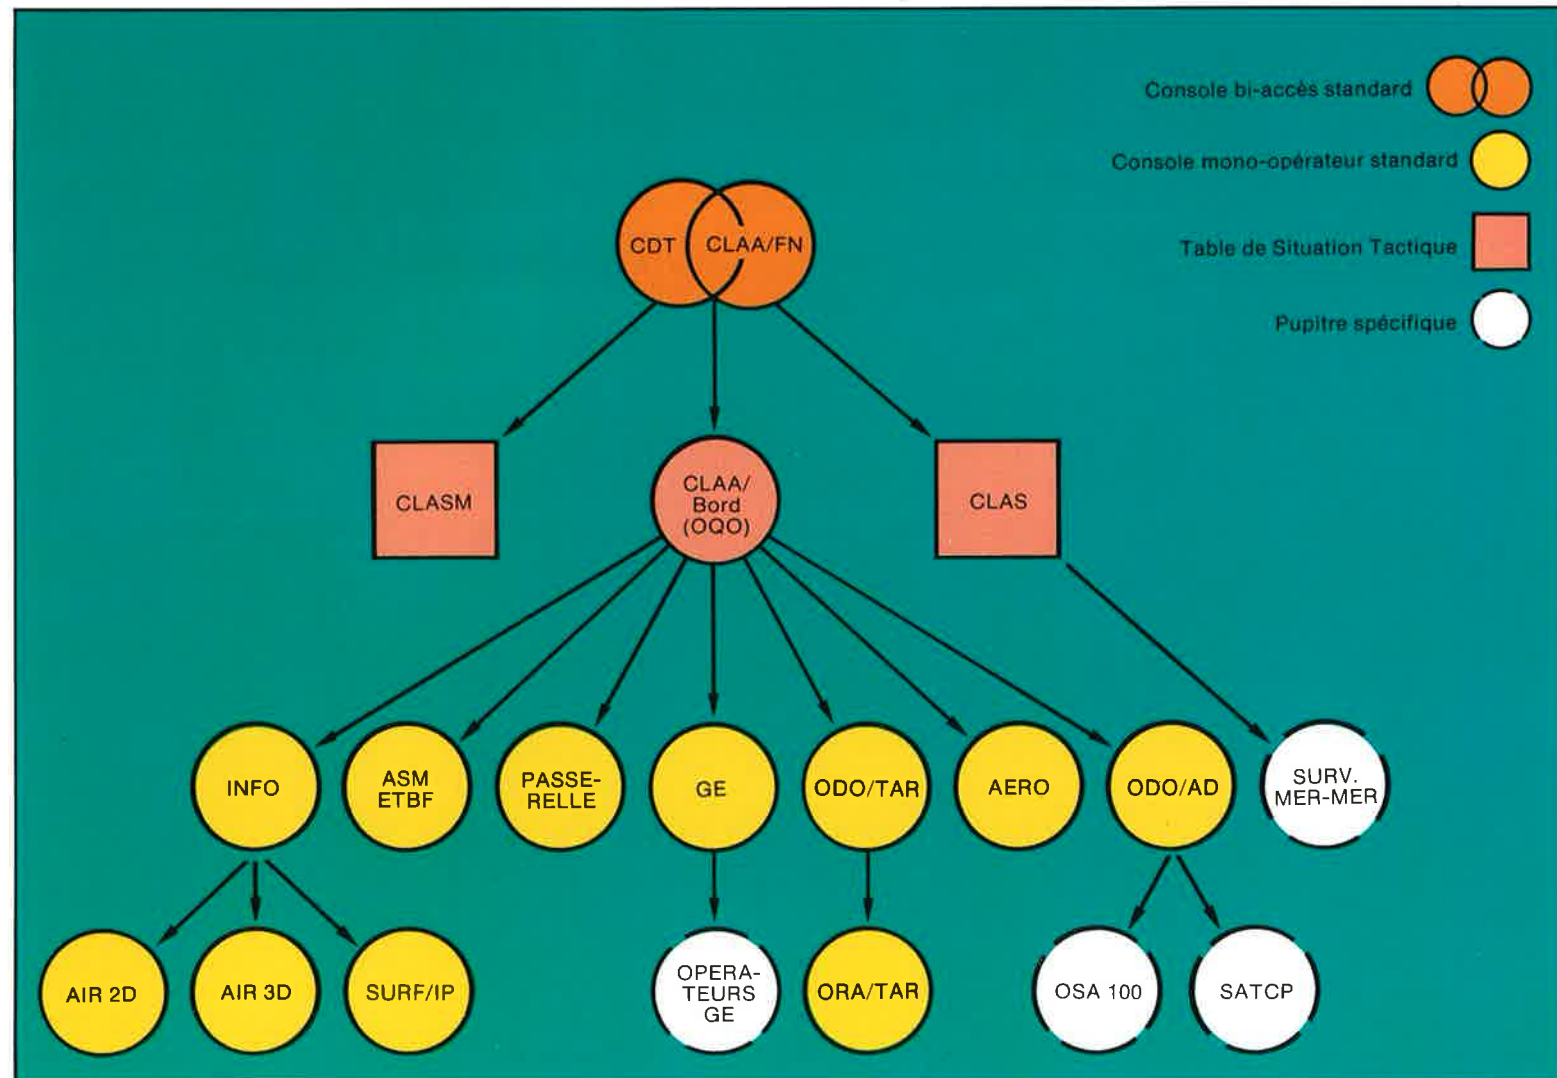 Console bi-accès standard
Console mono-opérateur standard
Table de Situation Tactique
Pupitre spécifique
CDT
CLAA/FN
CLASM
CLAA/
Bord
(OQO)
CLAS
INFO
ASM
ETBF
PASSE-
RELLE
GE
ODO/TAR
AERO
ODO/AD
SURV.
MER-MER
AIR 2D
AIR 3D
SURF/IP
OPERA-
TEURS
GE
ORA/TAR
OSA 100
SATCP